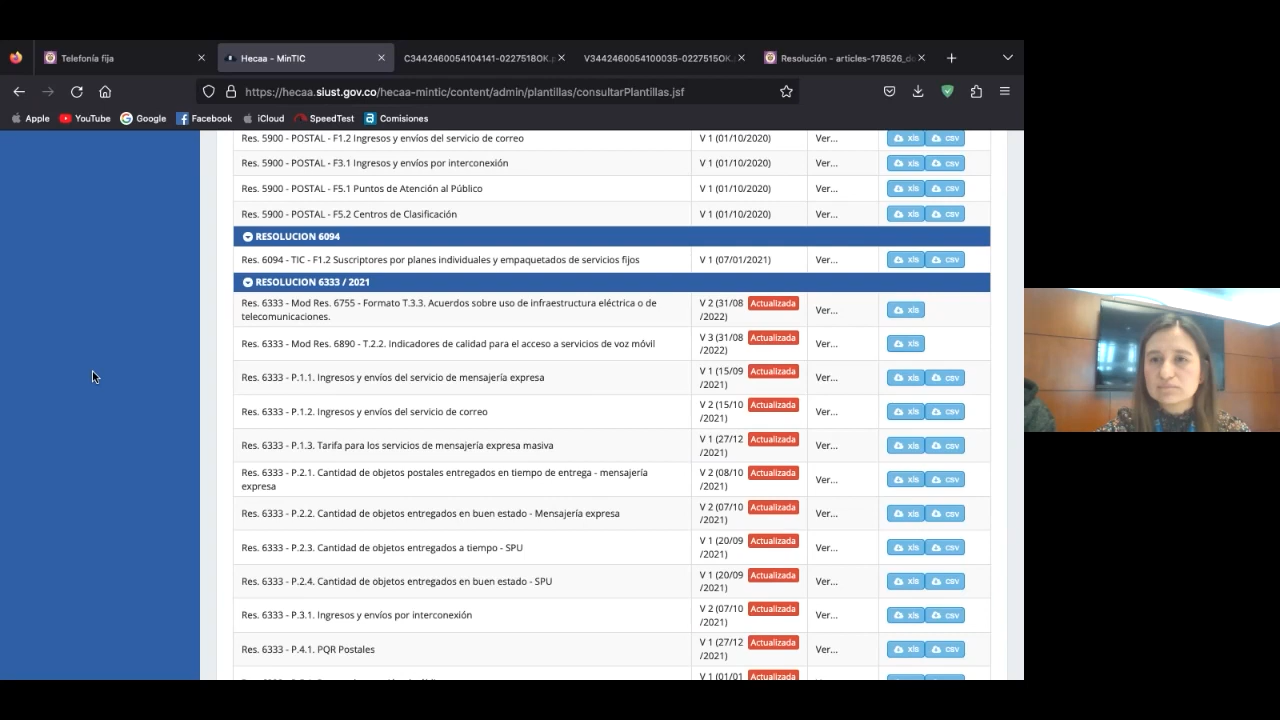 Telefonía fija
Hecaa - MinTIC
C3442460054104141-0227518OK.p
V3442460054100035-0227515OK.
Resolución - articles-178526_do
https://hecaa.siust.gov.co/hecaa-mintic/content/admin/plantillas/consultarPlantillas.jsf
Apple YouTube Google Facebook iCloud SpeedTest Comisiones
Res. 5900 - POSTAL - F1.2 Ingresos y envíos del servicio de correo V 1 (01/10/2020) Ver... xls csv
Res. 5900 - POSTAL - F3.1 Ingresos y envíos por interconexión V 1 (01/10/2020) Ver... xls csv
Res. 5900 - POSTAL - F5.1 Puntos de Atención al Público V 1 (01/10/2020) Ver... xls csv
Res. 5900 - POSTAL - F5.2 Centros de Clasificación V 1 (01/10/2020) Ver... xls csv
RESOLUCION 6094
Res. 6094 - TIC - F1.2 Suscriptores por planes individuales y empaquetados de servicios fijos V 1 (07/01/2021) Ver... xls csv
RESOLUCION 6333 / 2021
Res. 6333 - Mod Res. 6755 - Formato T.3.3. Acuerdos sobre uso de infraestructura eléctrica o de V 2 (31/08 Actualizada
telecomunicaciones. /2022) Ver... xls
Res. 6333 - Mod Res. 6890 - T.2.2. Indicadores de calidad para el acceso a servicios de voz móvil V 3 (31/08 Actualizada
/2022) Ver... xls
Res. 6333 - P.1.1. Ingresos y envíos del servicio de mensajería expresa V 1 (15/09 Actualizada
/2021) Ver... xls csv
Res. 6333 - P.1.2. Ingresos y envíos del servicio de correo V 2 (15/10 Actualizada
/2021) Ver... xls csv
Res. 6333 - P.1.3. Tarifa para los servicios de mensajería expresa masiva V 1 (27/12 Actualizada
/2021) Ver... xls csv
Res. 6333 - P.2.1. Cantidad de objetos postales entregados en tiempo de entrega - mensajería V 2 (08/10 Actualizada
expresa /2021) Ver... xls csv
Res. 6333 - P.2.2. Cantidad de objetos entregados en buen estado - Mensajería expresa V 2 (07/10 Actualizada
/2021) Ver... xls csv
Res. 6333 - P.2.3. Cantidad de objetos entregados a tiempo - SPU V 1 (20/09 Actualizada
/2021) Ver... xls csv
Res. 6333 - P.2.4. Cantidad de objetos entregados en buen estado - SPU V 1 (20/09 Actualizada
/2021) Ver... xls csv
Res. 6333 - P.3.1. Ingresos y envíos por interconexión V 2 (07/10 Actualizada
/2021) Ver... xls csv
Res. 6333 - P.4.1. PQR Postales V 1 (27/12 Actualizada
/2021) Ver... xls csv
V 1 (01/01 Actualizada